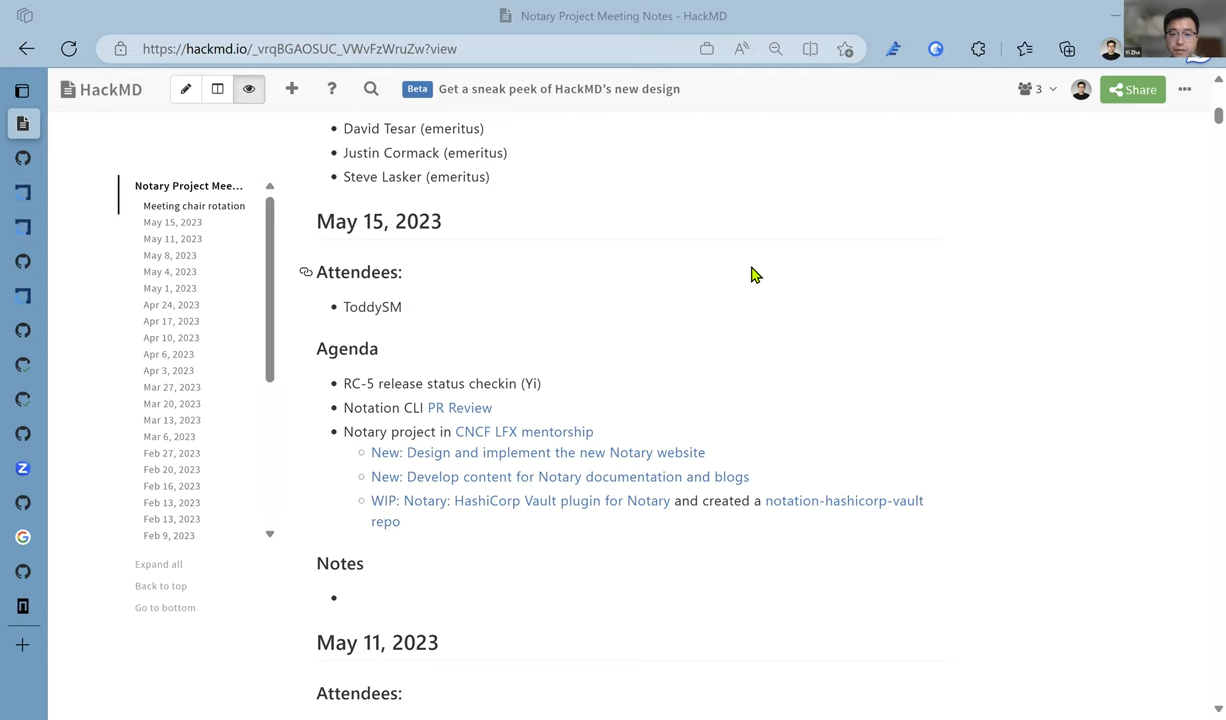 Notary Project Meeting Notes - HackMD
https://hackmd.io/_vrqBGAOSUC_VWvFzWruZw?view
Yi Zha
HackMD
Beta Get a sneak peek of HackMD's new design
3
Share
David Tesar (emeritus)
Justin Cormack (emeritus)
Steve Lasker (emeritus)
Notary Project Mee...
Meeting chair rotation
May 15, 2023
May 11, 2023
May 8, 2023
May 4, 2023
May 1, 2023
Apr 24, 2023
Apr 17, 2023
Apr 10, 2023
Apr 6, 2023
Apr 3, 2023
Mar 27, 2023
Mar 20, 2023
Mar 13, 2023
Mar 6, 2023
Feb 27, 2023
Feb 20, 2023
Feb 16, 2023
Feb 13, 2023
Feb 13, 2023
Feb 9, 2023
Expand all
Back to top
Go to bottom
May 15, 2023
Attendees:
ToddySM
Agenda
RC-5 release status checkin (Yi)
Notation CLI PR Review
Notary project in CNCF LFX mentorship
New: Design and implement the new Notary website
New: Develop content for Notary documentation and blogs
WIP: Notary: HashiCorp Vault plugin for Notary and created a notation-hashicorp-vault
repo
Notes
May 11, 2023
Attendees: